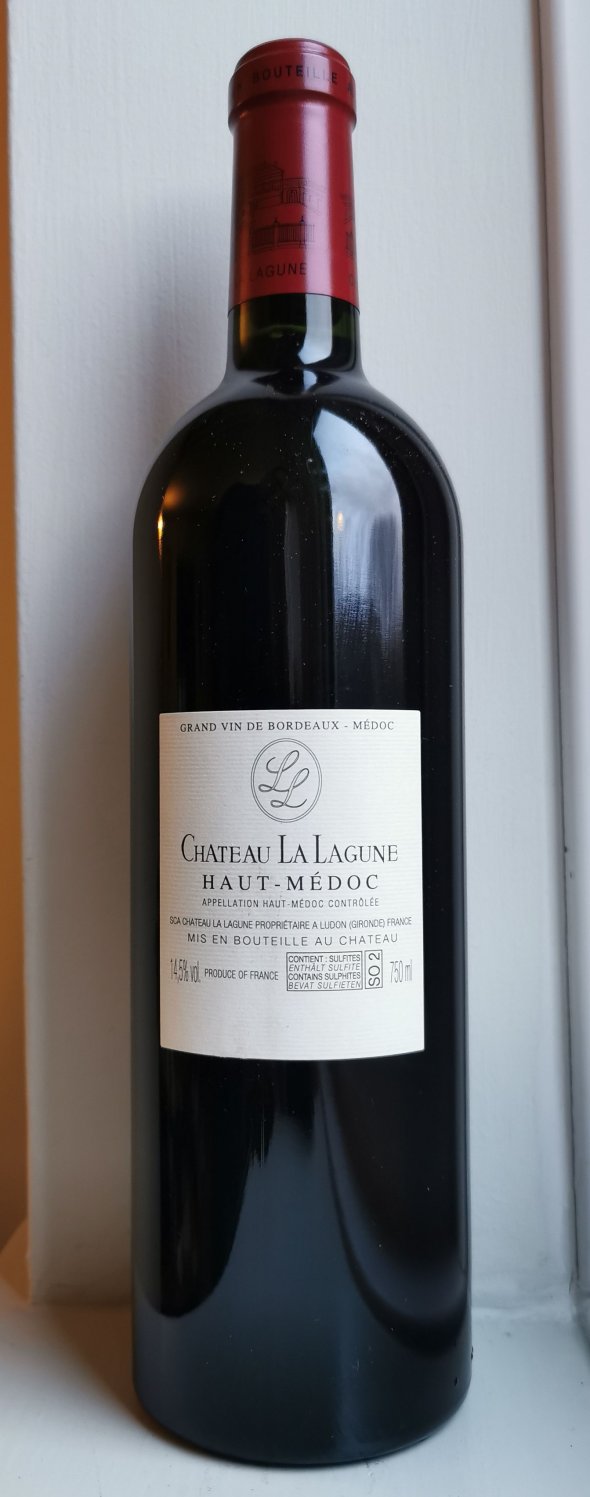 BOUTEILLE
LAGUNE
GRAND VIN DE BORDEAUX - MÉDOC
LL
CHATEAU LA LAGUNE
HAUT-MÉDOC
APPELLATION HAUT-MÉDOC CONTRÔLÉE
SCA CHATEAU LA LAGUNE PROPRIÉTAIRE A LUDON (GIRONDE) FRANCE
MIS EN BOUTEILLE AU CHATEAU
14,5% vol. PRODUCE OF FRANCE
CONTIENT : SULFITES
ENTHÄLT SULFITE
CONTAINS SULPHITES
BEVAT SULFIETEN
SO 2
750 ml